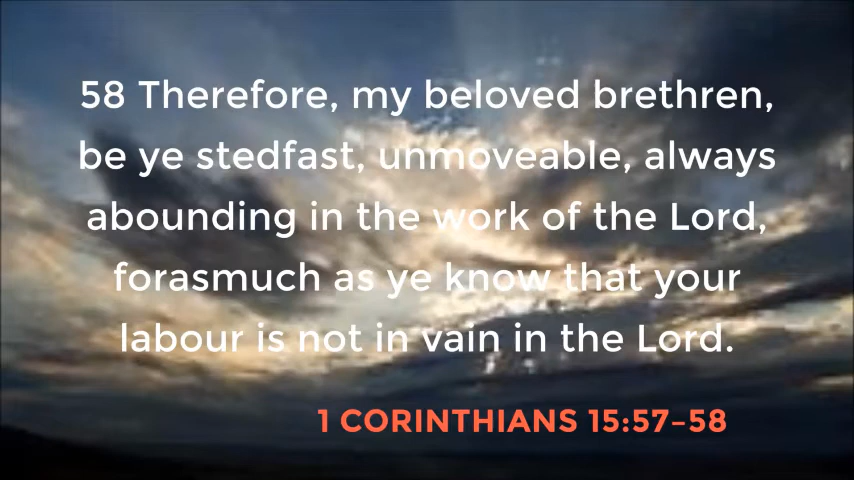 58 Therefore, my beloved brethren,
be ye stedfast, unmoveable, always
abounding in the work of the Lord,
forasmuch as ye know that your
labour is not in vain in the Lord.
1 CORINTHIANS 15:57-58